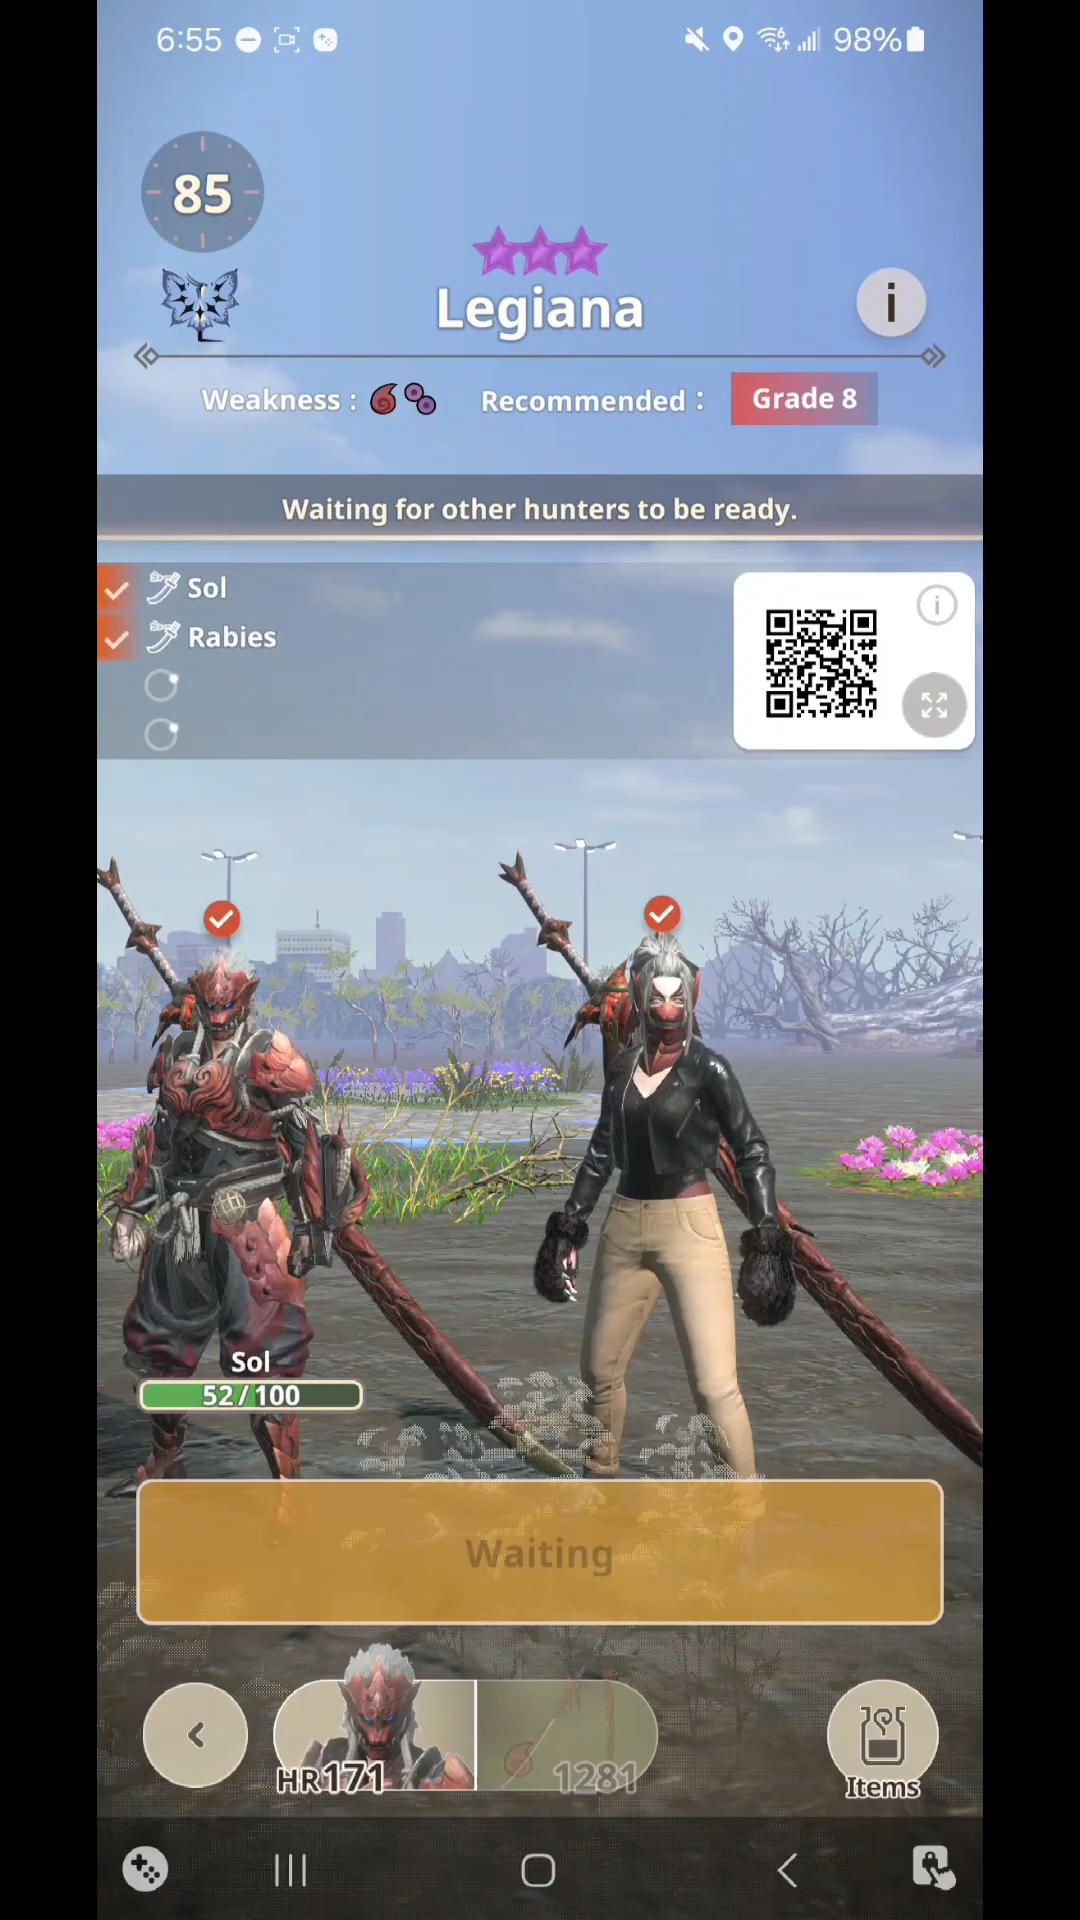 6:55
98%
85
Legiana
i
Weakness :
Recommended :
Grade 8
Waiting for other hunters to be ready.
Sol
Rabies
i
Sol
52/100
Waiting
HR171
1281
Items